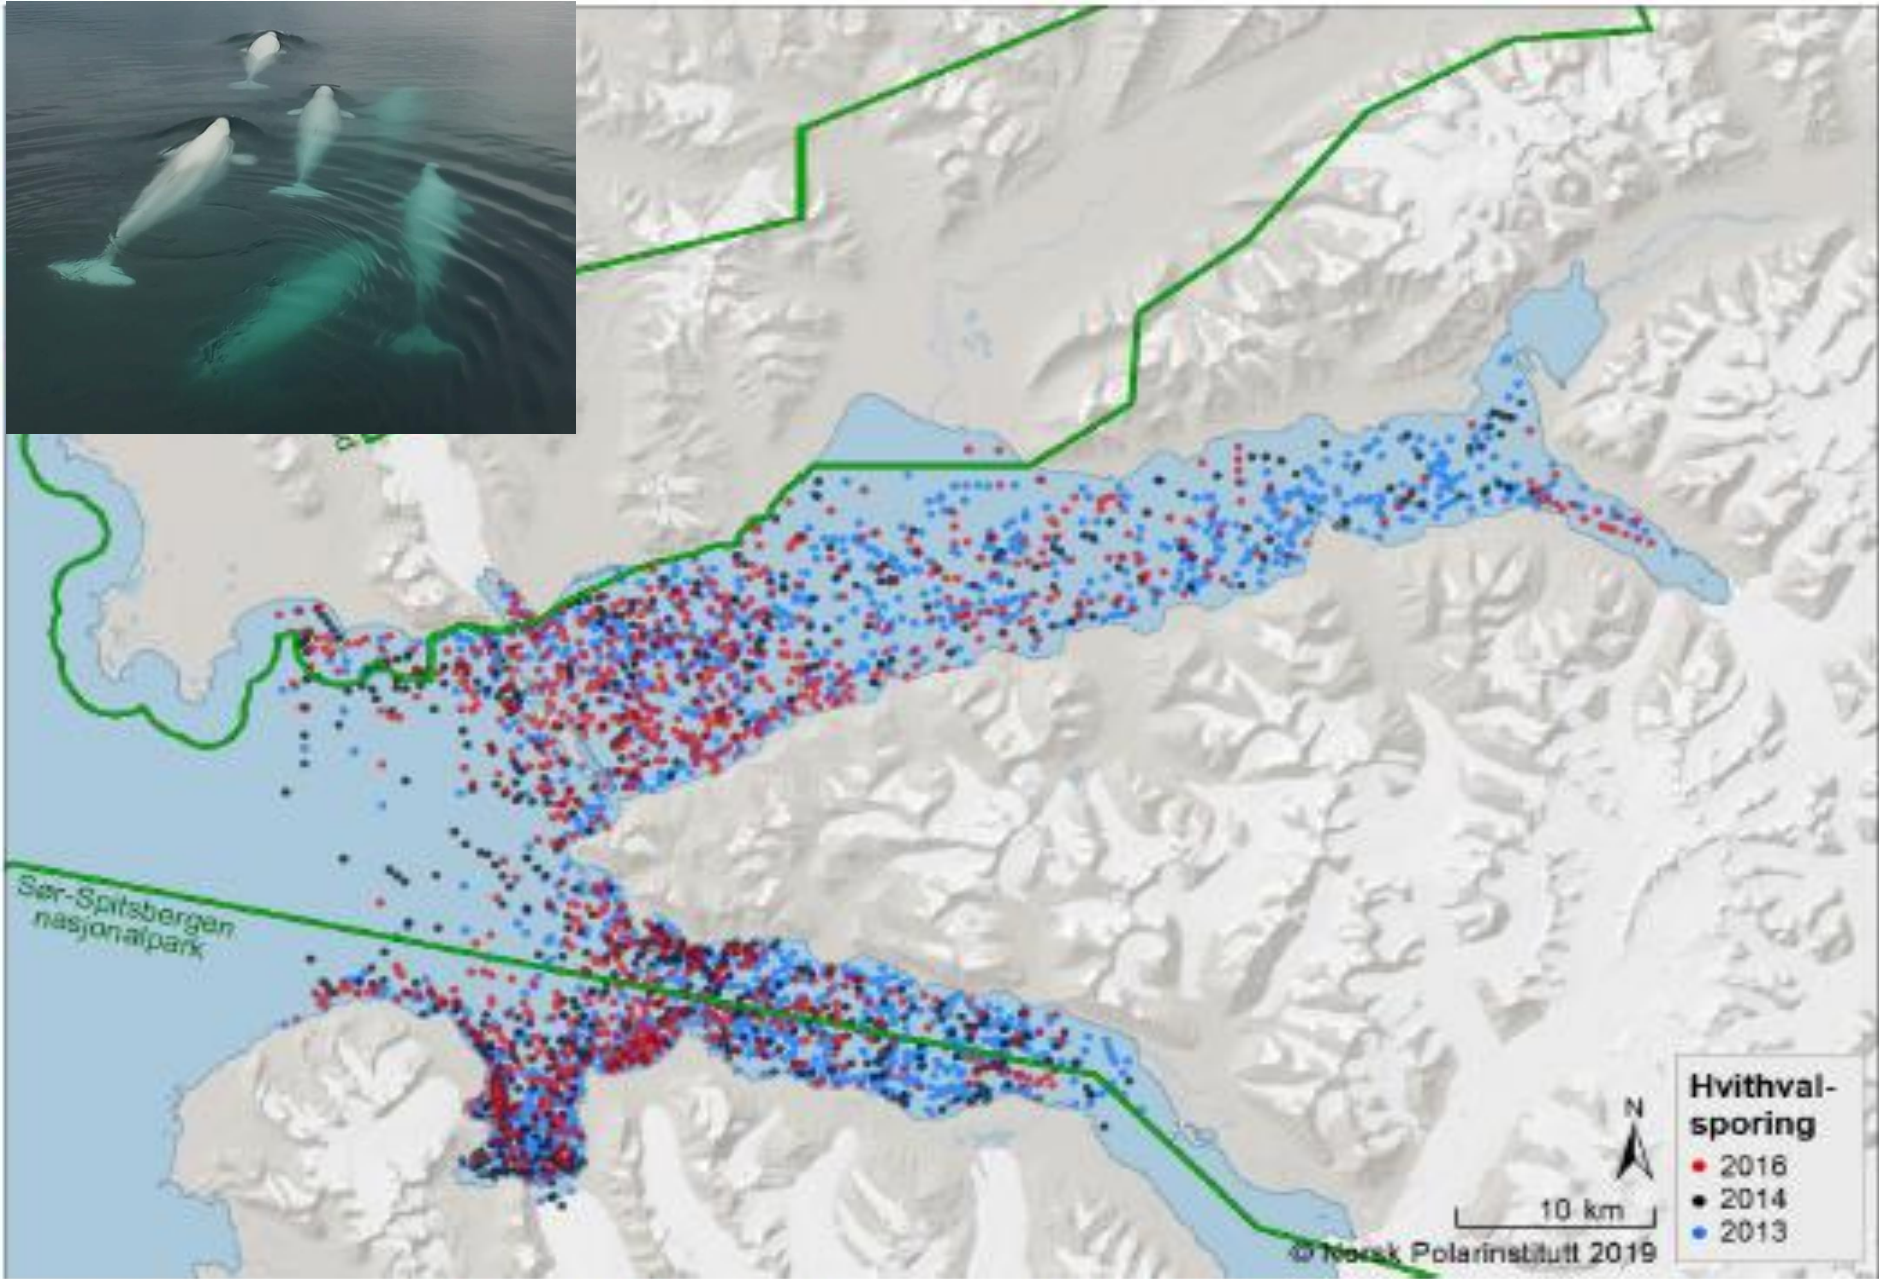 Sør-Spitsbergen
nasjonalpark
Hvithval-
sporing
2016
2014
2013
N
10 km
© Norsk Polarinstitutt 2019